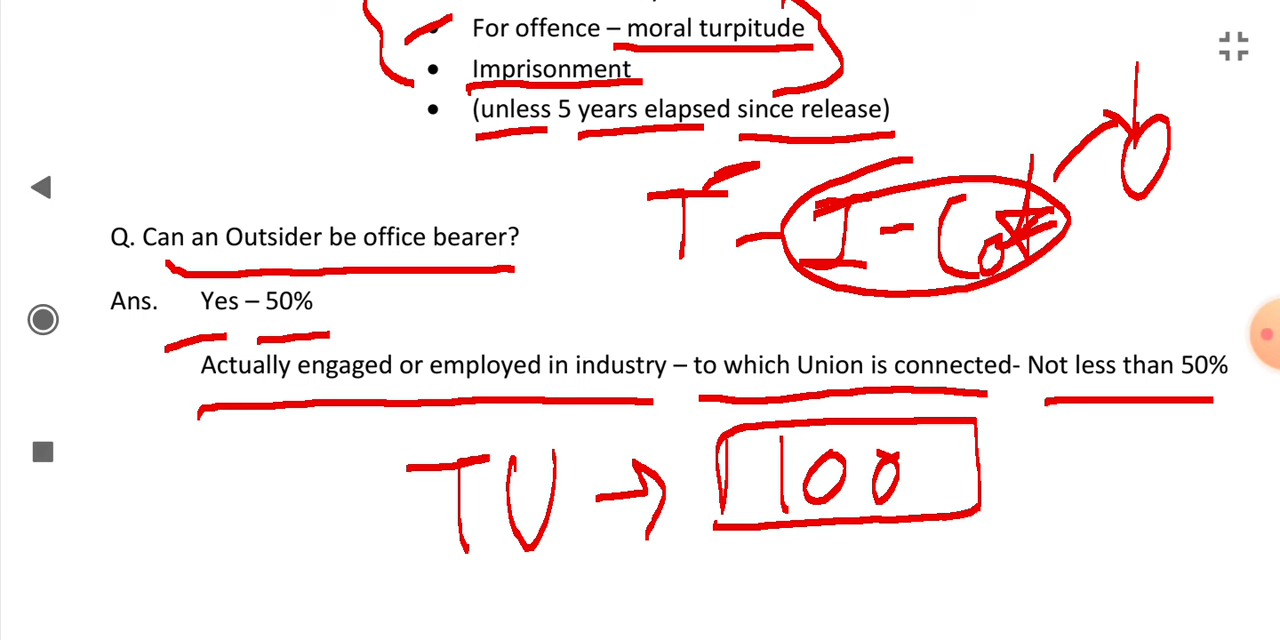 For offence – moral turpitude
• Imprisonment
• (unless 5 years elapsed since release)
T – I –
Q. Can an Outsider be office bearer?
Ans. Yes – 50%
Actually engaged or employed in industry – to which Union is connected- Not less than 50%
TU → 100